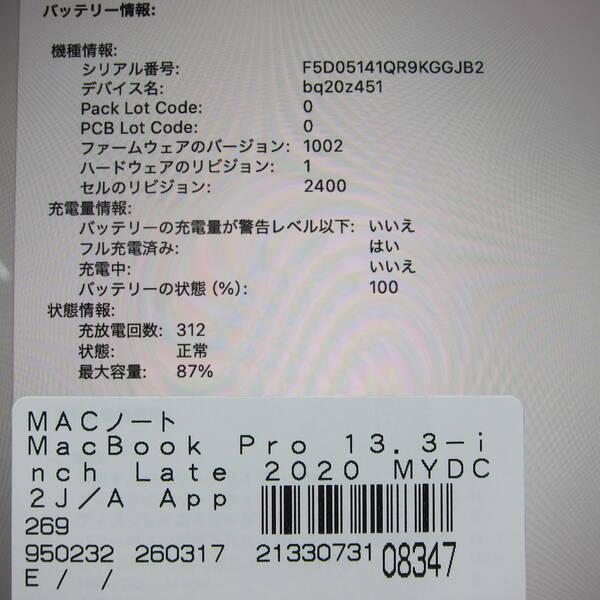 バッテリー情報:
機種情報:
シリアル番号: F5D05141QR9KGGJB2
デバイス名: bq20z451
Pack Lot Code: 0
PCB Lot Code: 0
ファームウェアのバージョン: 1002
ハードウェアのリビジョン: 1
セルのリビジョン: 2400
充電量情報:
バッテリーの充電量が警告レベル以下: いいえ
フル充電済み: はい
充電中: いいえ
バッテリーの状態 (%): 100
状態情報:
充放電回数: 312
状態: 正常
最大容量: 87%
MACノート
MacBook Pro 13.3-i
nch Late 2020 MYDC
2J/A App
269
950232 260317 21330731 08347
E / /